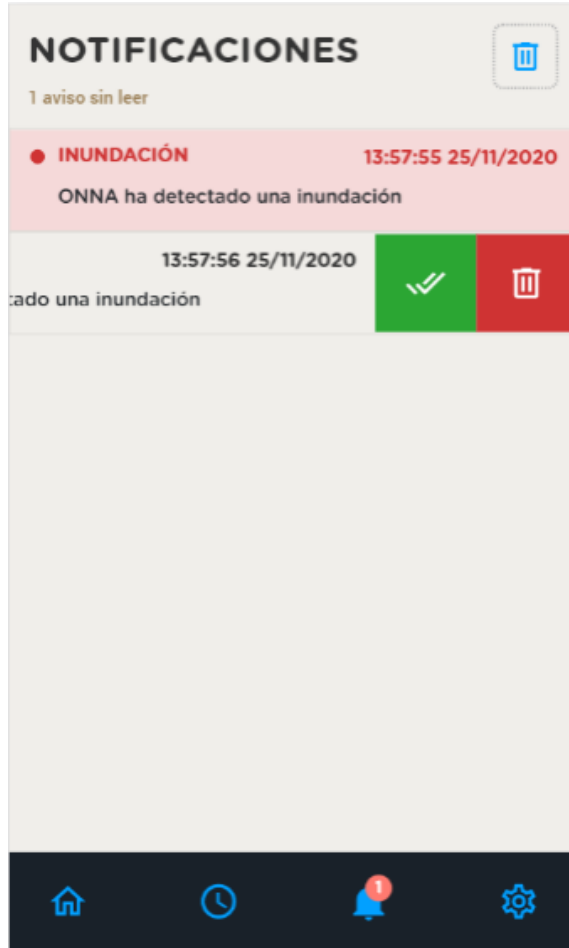 NOTIFICACIONES
1 aviso sin leer
INUNDACIÓN 13:57:55 25/11/2020
ONNA ha detectado una inundación
13:57:56 25/11/2020
tado una inundación
1